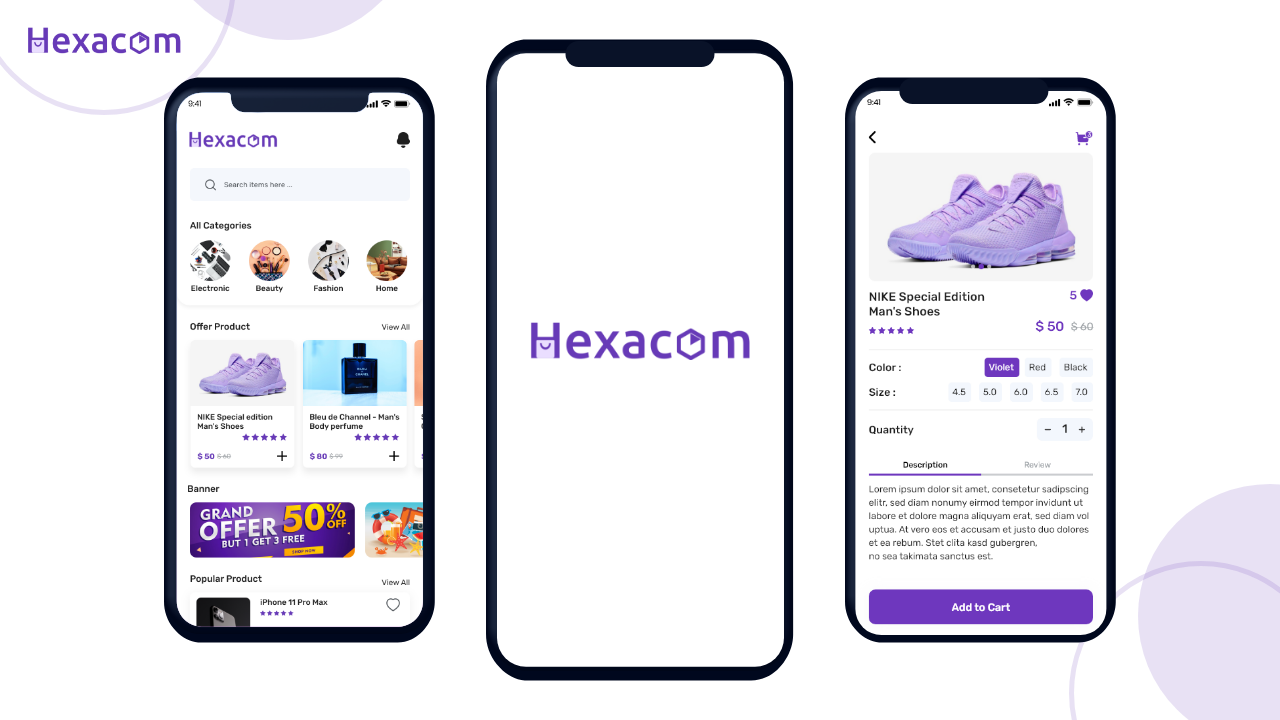 Hexacom
9:41
Hexacom
Search items here ...
All Categories
Electronic
Beauty
Fashion
Home
Offer Product
View All
BLEU
CHANEL
NIKE Special edition
Man's Shoes
$ 50 $ 60
Bleu de Channel - Man's
Body perfume
$ 80 $ 99
Banner
GRAND
OFFER 50%
OFF
BUT 1 GET 3 FREE
SHOP NOW
Popular Product
View All
iPhone 11 Pro Max
Hexacom
9:41
3
NIKE Special Edition
Man's Shoes
5
$ 50 $ 60
Color :
Violet
Red
Black
Size :
4.5
5.0
6.0
6.5
7.0
Quantity
− 1 +
Description
Review
Lorem ipsum dolor sit amet, consetetur sadipscing
elitr, sed diam nonumy eirmod tempor invidunt ut
labore et dolore magna aliquyam erat, sed diam vol
uptua. At vero eos et accusam et justo duo dolores
et ea rebum. Stet clita kasd gubergren,
no sea takimata sanctus est.
Add to Cart